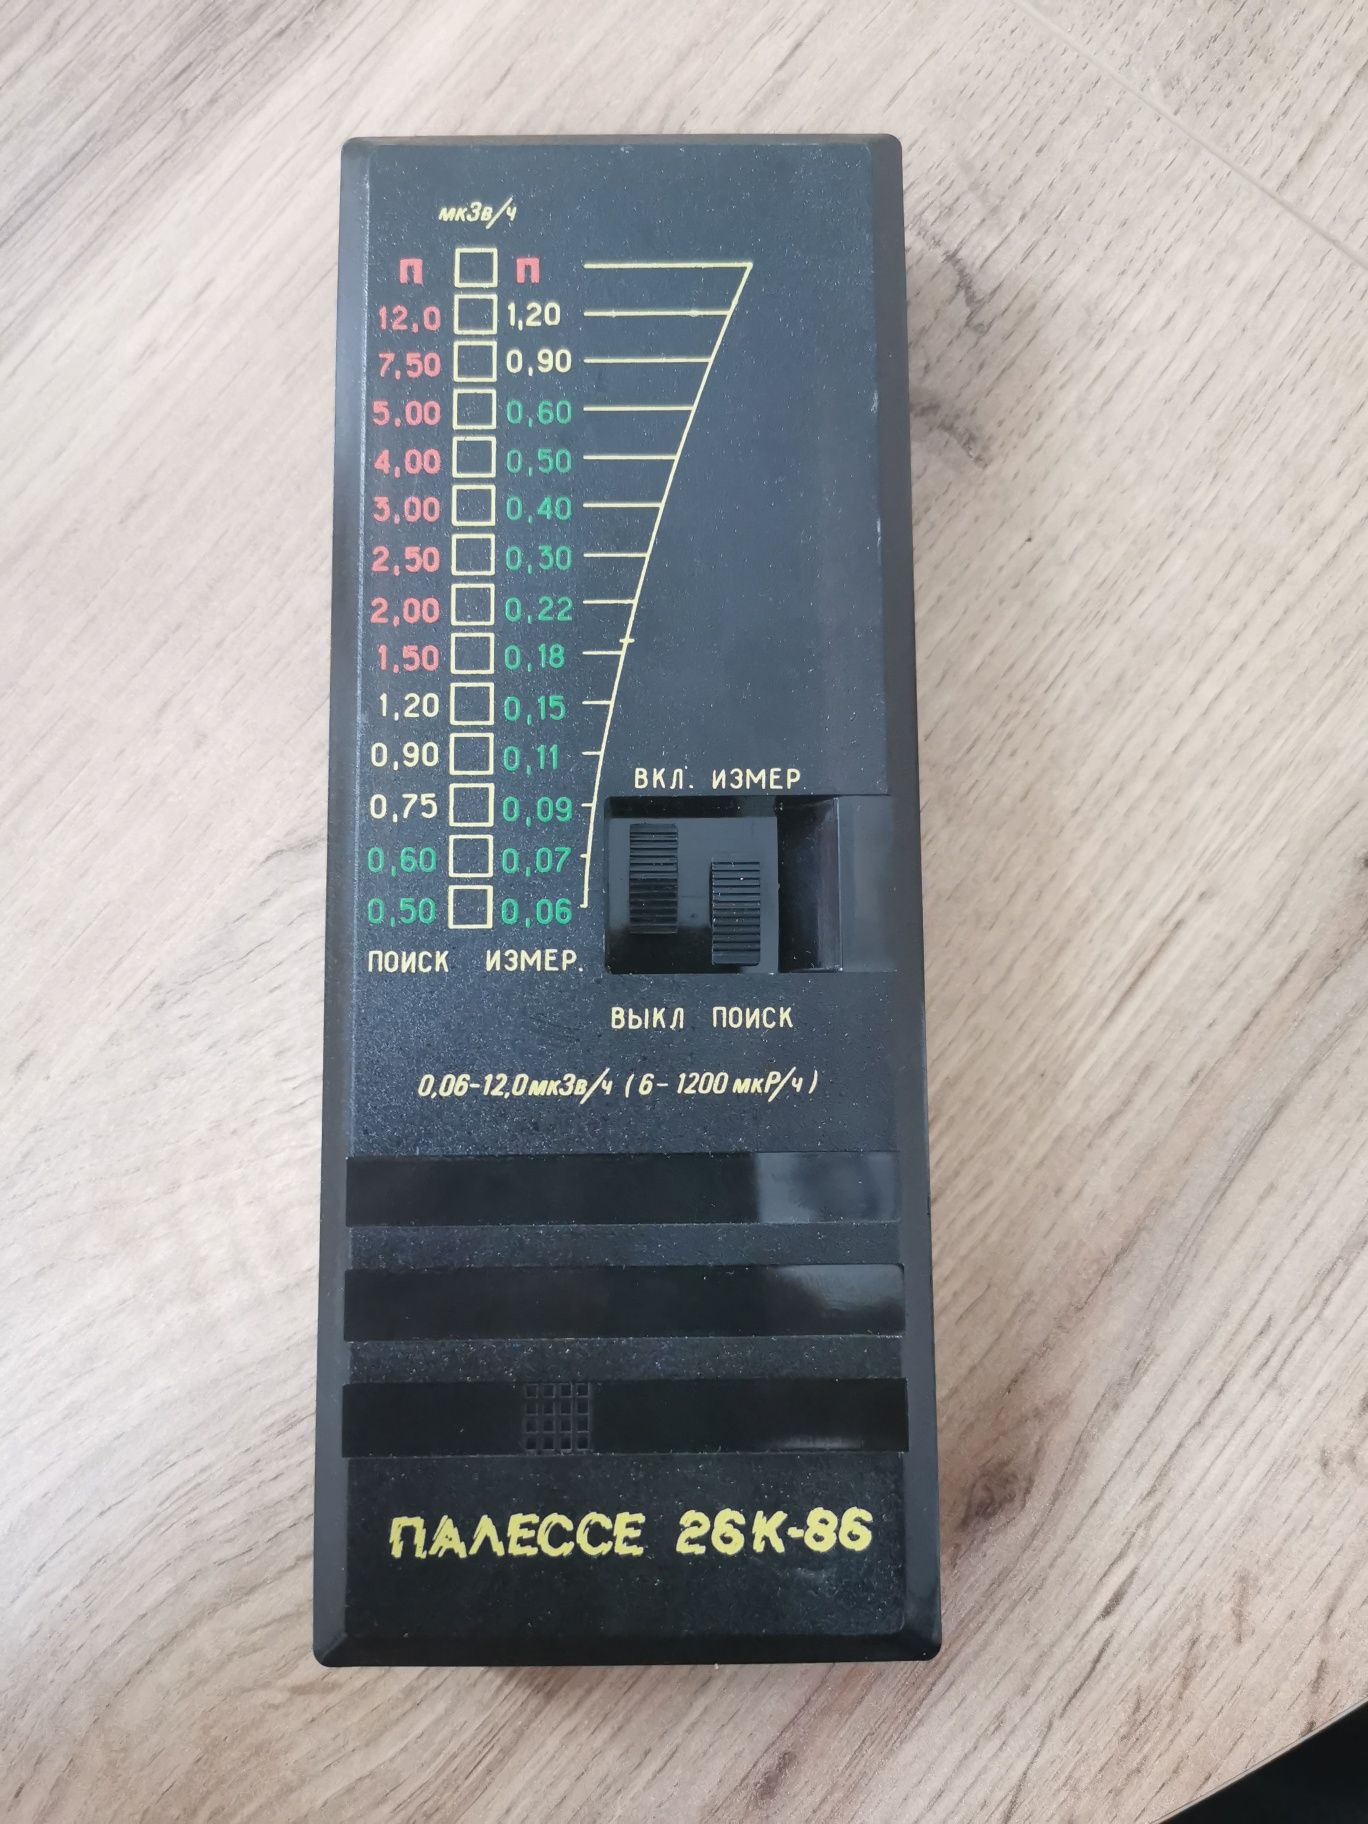 мкЗв/ч
П П
12,0 1,20
7,50 0,90
5,00 0,60
4,00 0,50
3,00 0,40
2,50 0,30
2,00 0,22
1,50 0,18
1,20 0,15
0,90 0,11
0,75 0,09
0,60 0,07
0,50 0,06
ПОИСК ИЗМЕР.
ВКЛ. ИЗМЕР
ВЫКЛ ПОИСК
0,06-12,0 мкЗв/ч (6-1200 мкР/ч)
ПАЛЕССЕ 26К-86